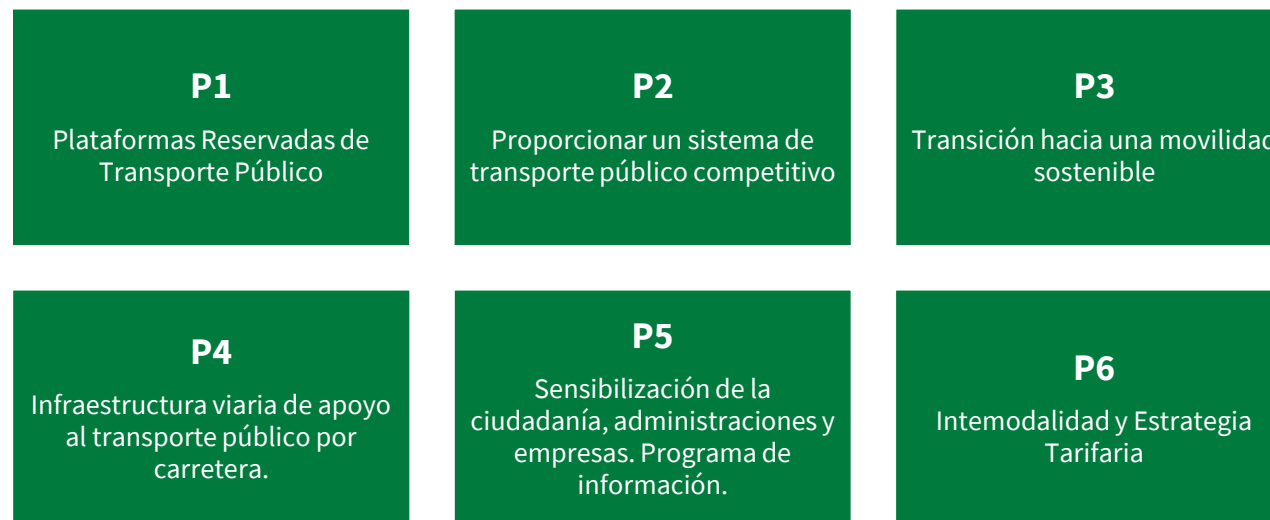 P1
Plataformas Reservadas de
Transporte Público
P2
Proporcionar un sistema de
transporte público competitivo
P3
Transición hacia una movilidad
sostenible
P4
Infraestructura viaria de apoyo
al transporte público por
carretera.
P5
Sensibilización de la
ciudadanía, administraciones y
empresas. Programa de
información.
P6
Intemodalidad y Estrategia
Tarifaria